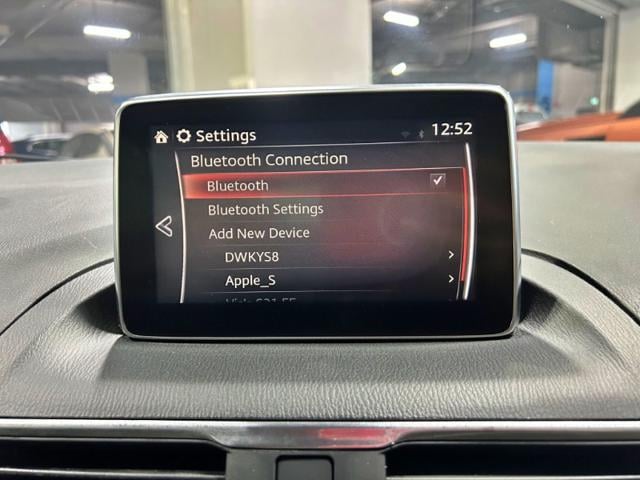 Settings 12:52
Bluetooth Connection
Bluetooth
Bluetooth Settings
Add New Device
DWKYS8
Apple_S